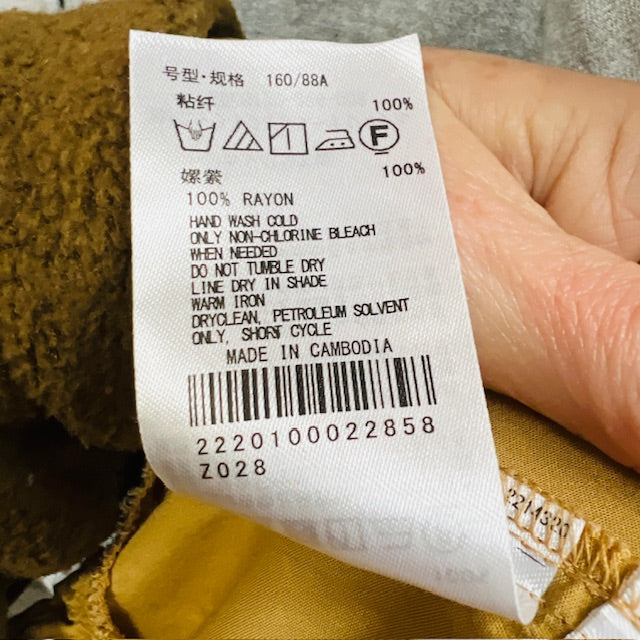 号型·规格 160/88A
粘纤 100%
F
嫘縈 100%
100% RAYON
HAND WASH COLD
ONLY NON-CHLORINE BLEACH
WHEN NEEDED
DO NOT TUMBLE DRY
LINE DRY IN SHADE
WARM IRON
DRYCLEAN, PETROLEUM SOLVENT
ONLY, SHORT CYCLE
MADE IN CAMBODIA
2220100022858
Z028